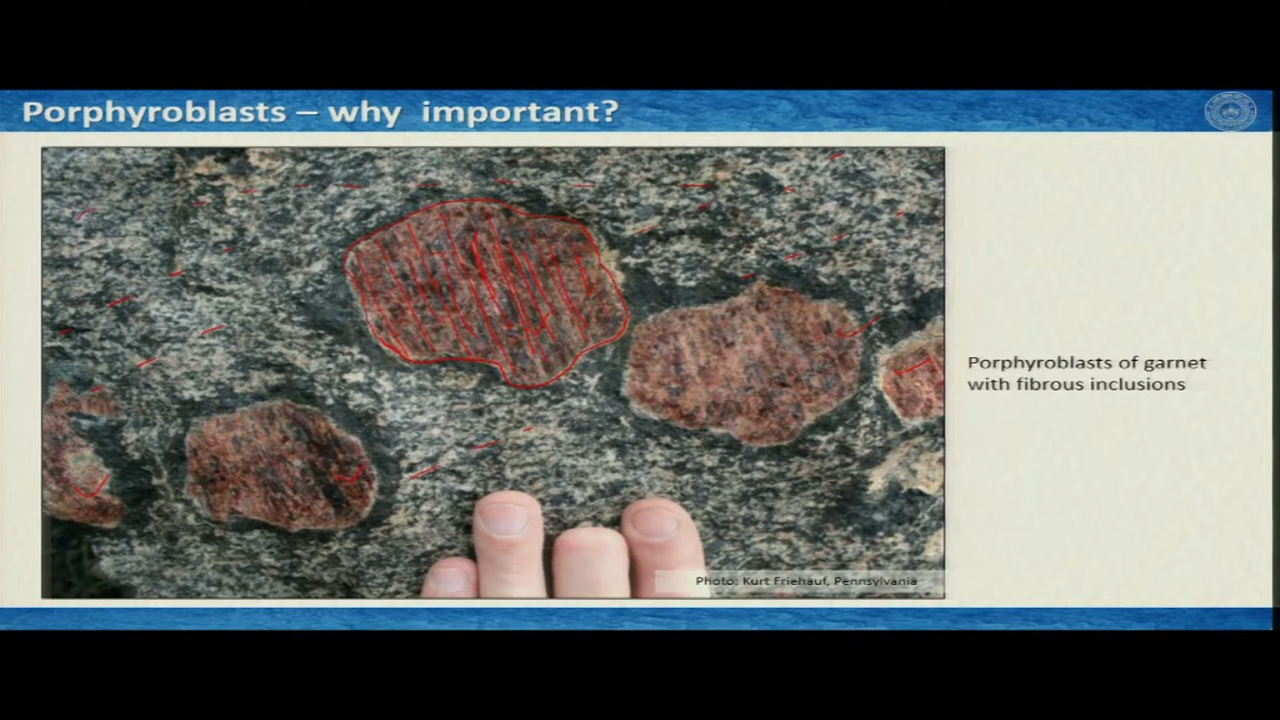 Porphyroblasts – why important?
Porphyroblasts of garnet
with fibrous inclusions
Photo: Kurt Friehauf, Pennsylvania